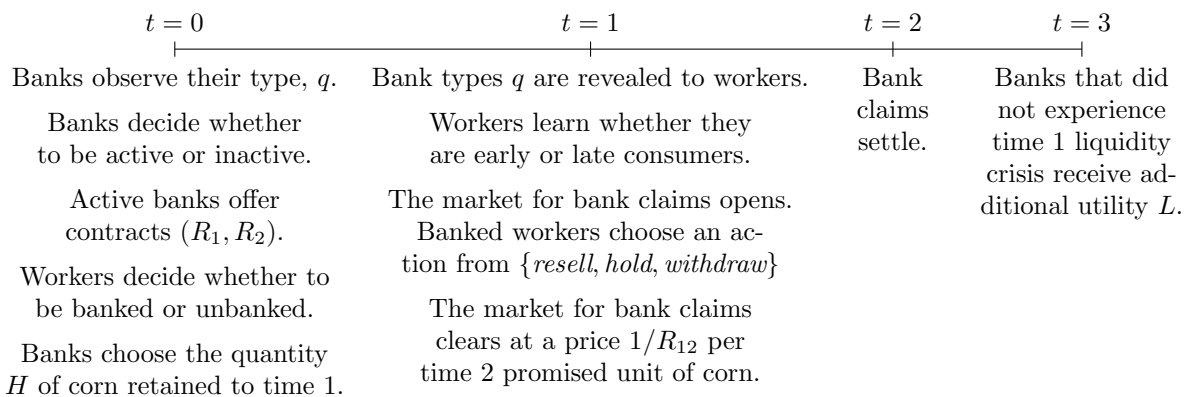 t = 0
Banks observe their type, q.
Banks decide whether
to be active or inactive.
Active banks offer
contracts (R₁, R₂).
Workers decide whether to
be banked or unbanked.
Banks choose the quantity
H of corn retained to time 1.
t = 1
Bank types q are revealed to workers.
Workers learn whether they
are early or late consumers.
The market for bank claims opens.
Banked workers choose an ac-
tion from {resell, hold, withdraw}
The market for bank claims
clears at a price 1/R₁₂ per
time 2 promised unit of corn.
t = 2
Bank
claims
settle.
t = 3
Banks that did
not experience
time 1 liquidity
crisis receive ad-
ditional utility L.